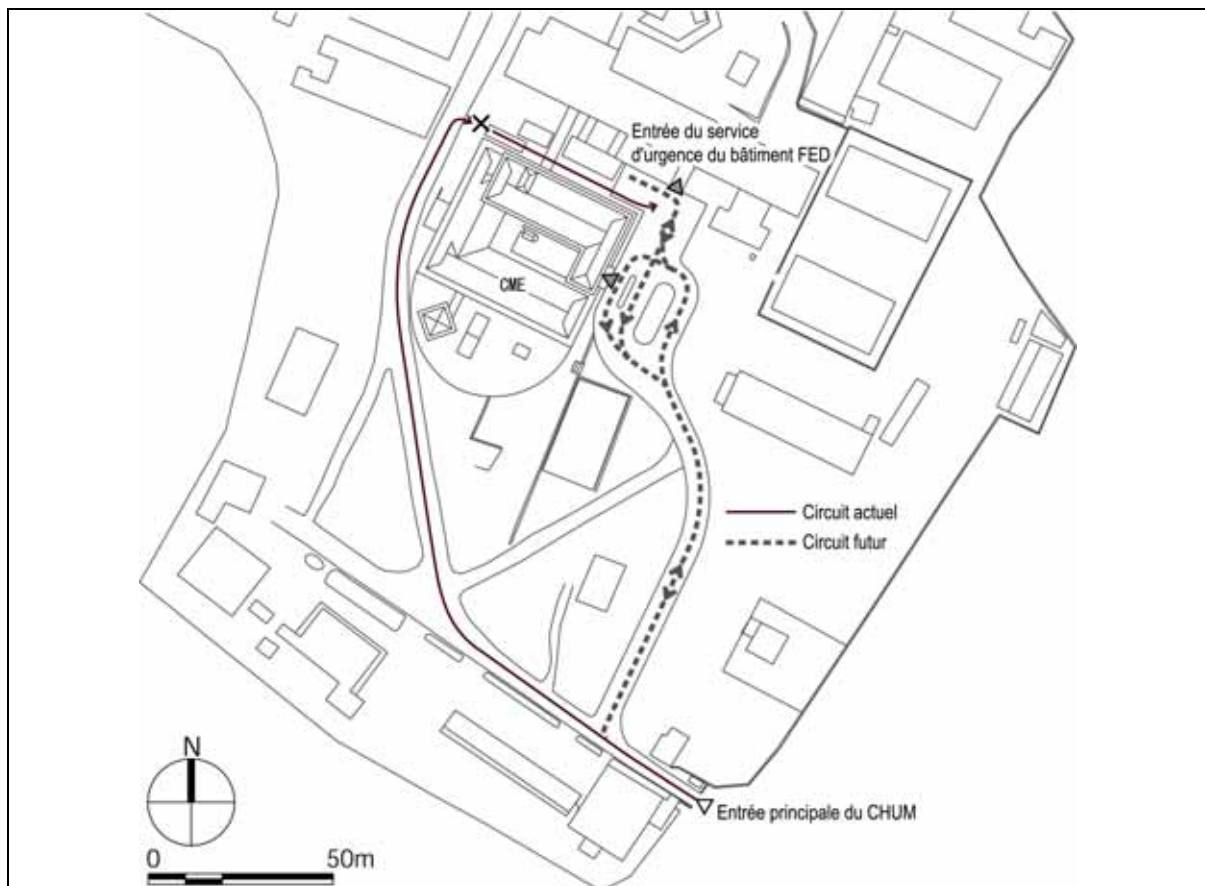 Entrée du service
d'urgence du bâtiment FED
CME
Circuit actuel
Circuit futur
N
Entrée principale du CHUM
0 50m